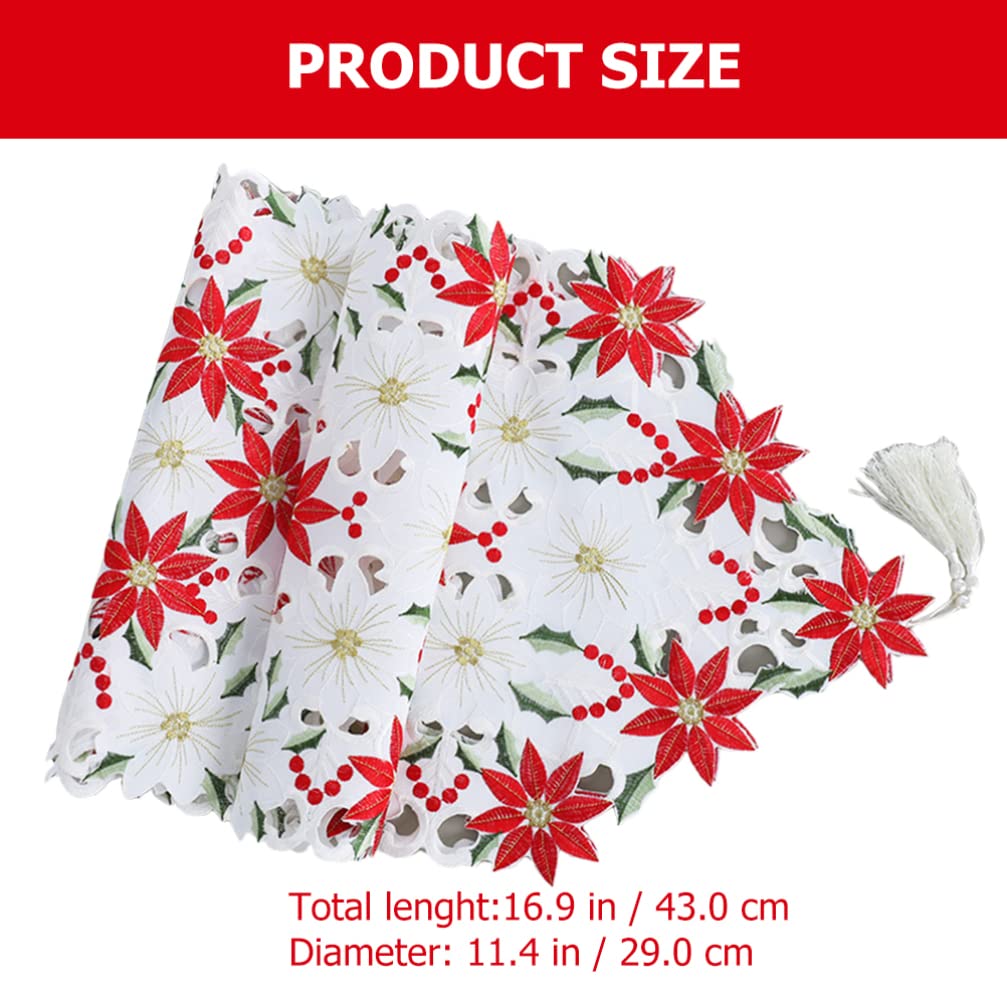 PRODUCT SIZE
Total lenght:16.9 in / 43.0 cm
Diameter: 11.4 in / 29.0 cm